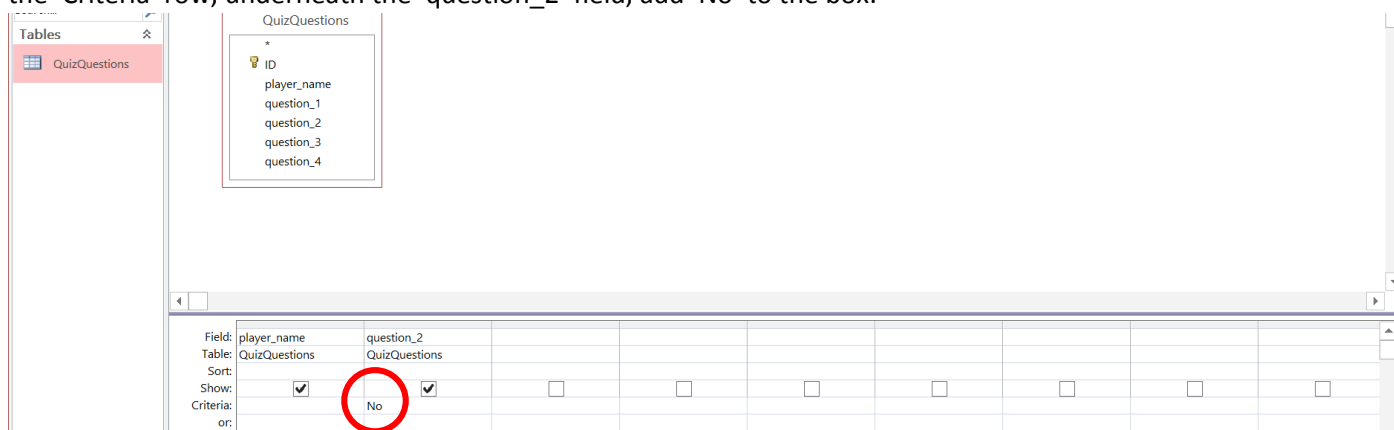 the 'Criteria' row, underneath the 'question_2' field, add 'No' to the box.
Tables
QuizQuestions
QuizQuestions
*
ID
player_name
question_1
question_2
question_3
question_4
Field: player_name question_2
Table: QuizQuestions QuizQuestions
Sort:
Show:
Criteria: No
or: